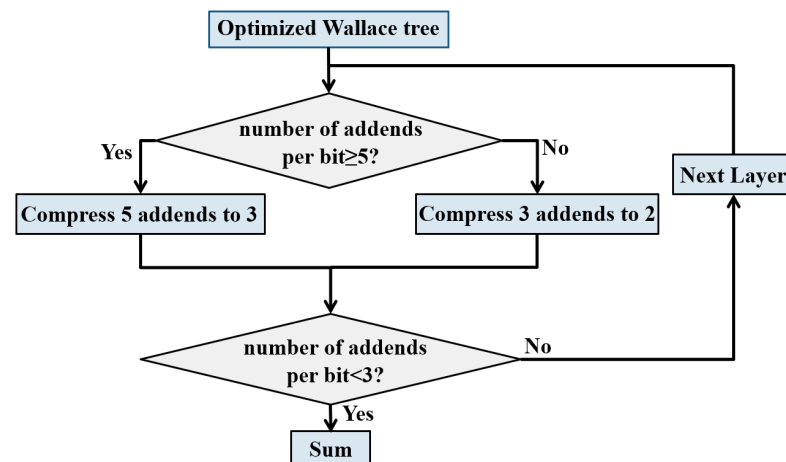 Optimized Wallace tree
number of addends
per bit≥5?
Yes
No
Next Layer
Compress 5 addends to 3
Compress 3 addends to 2
number of addends
per bit<3?
No
Yes
Sum